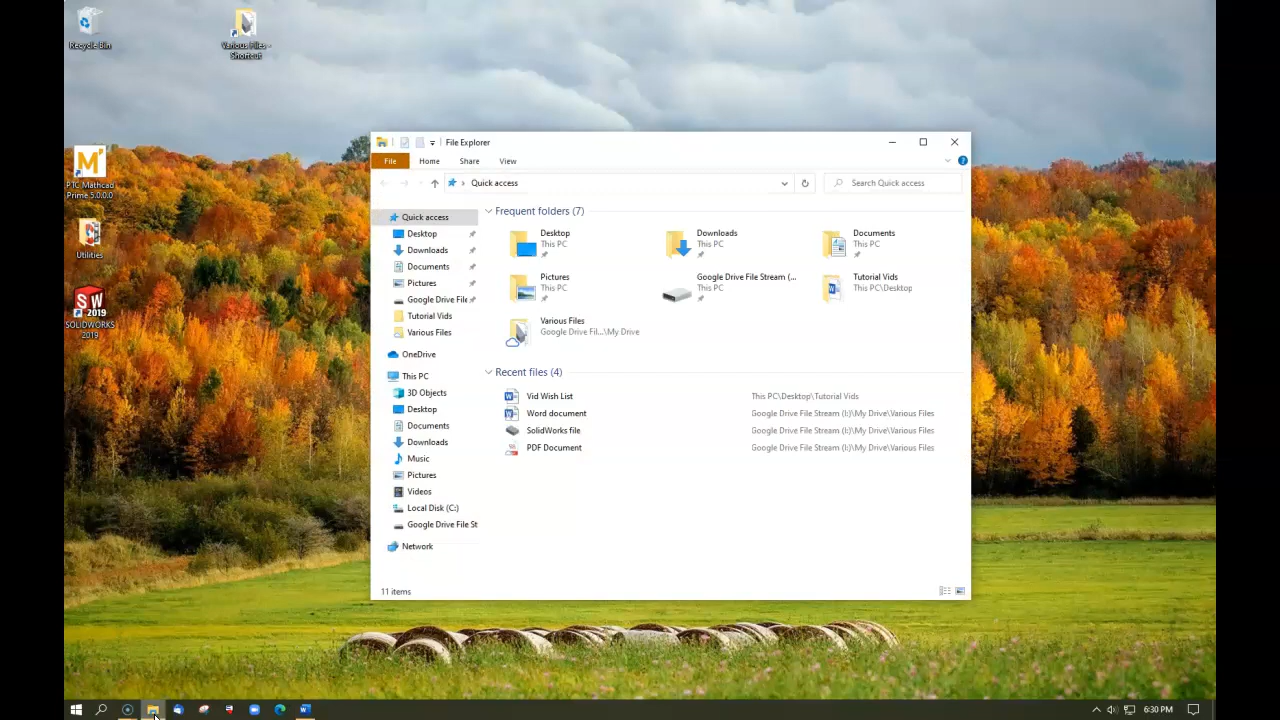 Recycle Bin
Various Files -
Shortcut
PTC Mathcad
Prime 5.0.0.0
Utilities
SW
2019
SOLIDWORKS
2019
File Explorer
File Home Share View
Quick access
Search Quick access
Quick access
Desktop
Downloads
Documents
Pictures
Google Drive File
Tutorial Vids
Various Files
OneDrive
This PC
3D Objects
Desktop
Documents
Downloads
Music
Pictures
Videos
Local Disk (C:)
Google Drive File St
Network
Frequent folders (7)
Desktop
This PC
Downloads
This PC
Documents
This PC
Pictures
This PC
Google Drive File Stream (...
This PC
Tutorial Vids
This PC\Desktop
Various Files
Google Drive Fil...\My Drive
Recent files (4)
Vid Wish List This PC\Desktop\Tutorial Vids
Word document Google Drive File Stream (I:)\My Drive\Various Files
SolidWorks file Google Drive File Stream (I:)\My Drive\Various Files
PDF Document Google Drive File Stream (I:)\My Drive\Various Files
11 items
6:30 PM